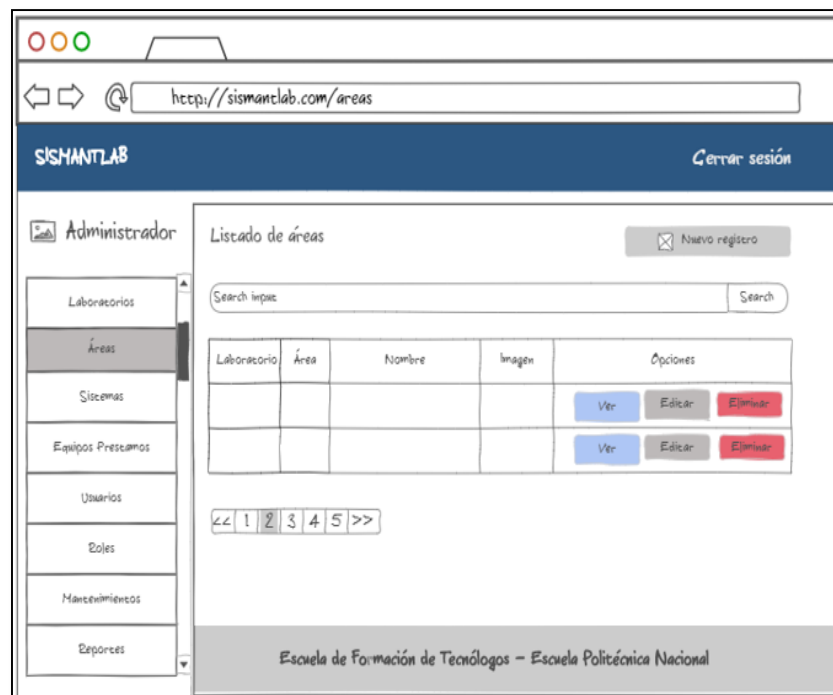 http://sismantlab.com/areas
SISMANTLAB
Cerrar sesión
Administrador
Laboratorios
Áreas
Sistemas
Equipos Prestamos
Usuarios
Roles
Mantenimientos
Reportes
Listado de áreas
Nuevo registro
Search input
Search
Laboratorio Área Nombre Imagen Opciones
Ver Editar Eliminar
Ver Editar Eliminar
<< 1 2 3 4 5 >>
Escuela de Formación de Tecnólogos – Escuela Politécnica Nacional